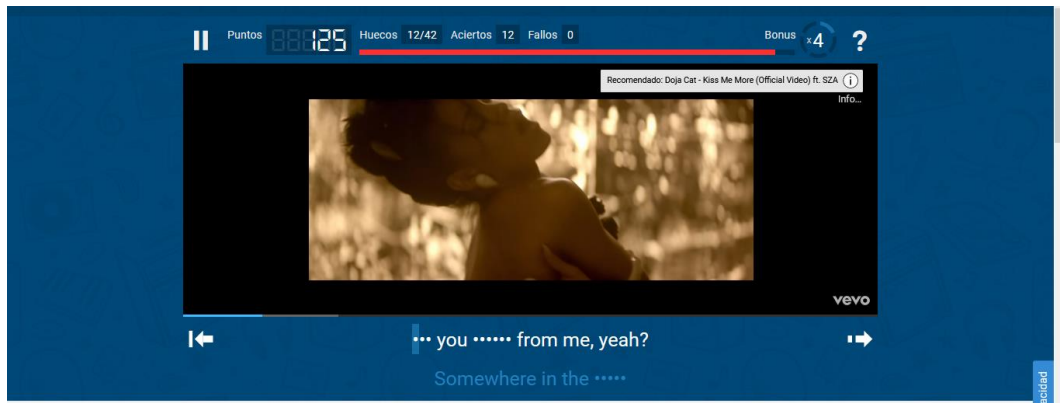 Puntos 125 Huecos 12/42 Aciertos 12 Fallos 0 Bonus ×4 ?
Recomendado: Doja Cat - Kiss Me More (Official Video) ft. SZA i
Info...
vevo
••• you •••••• from me, yeah?
Somewhere in the •••••
acidad